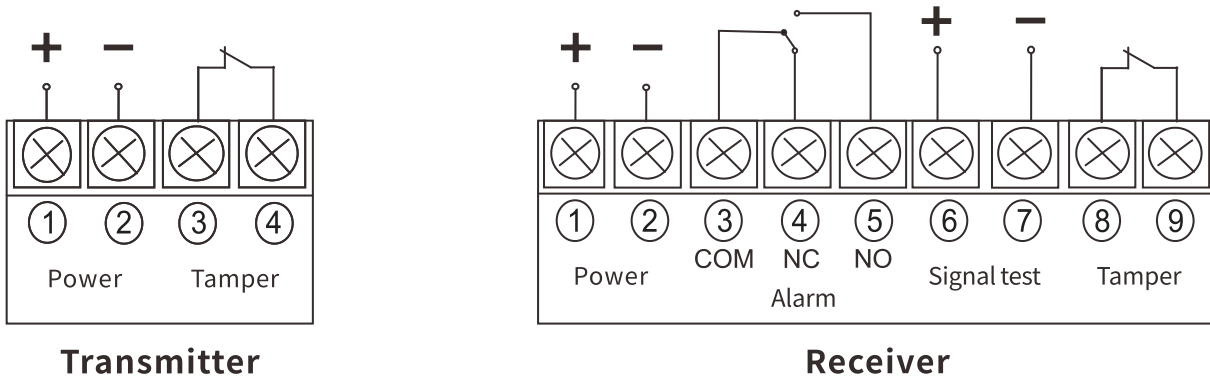 + − + − + −
1 2 3 4
Power Tamper
Transmitter
1 2 3 4 5 6 7 8 9
COM NC NO
Power Signal test Tamper
Alarm
Receiver